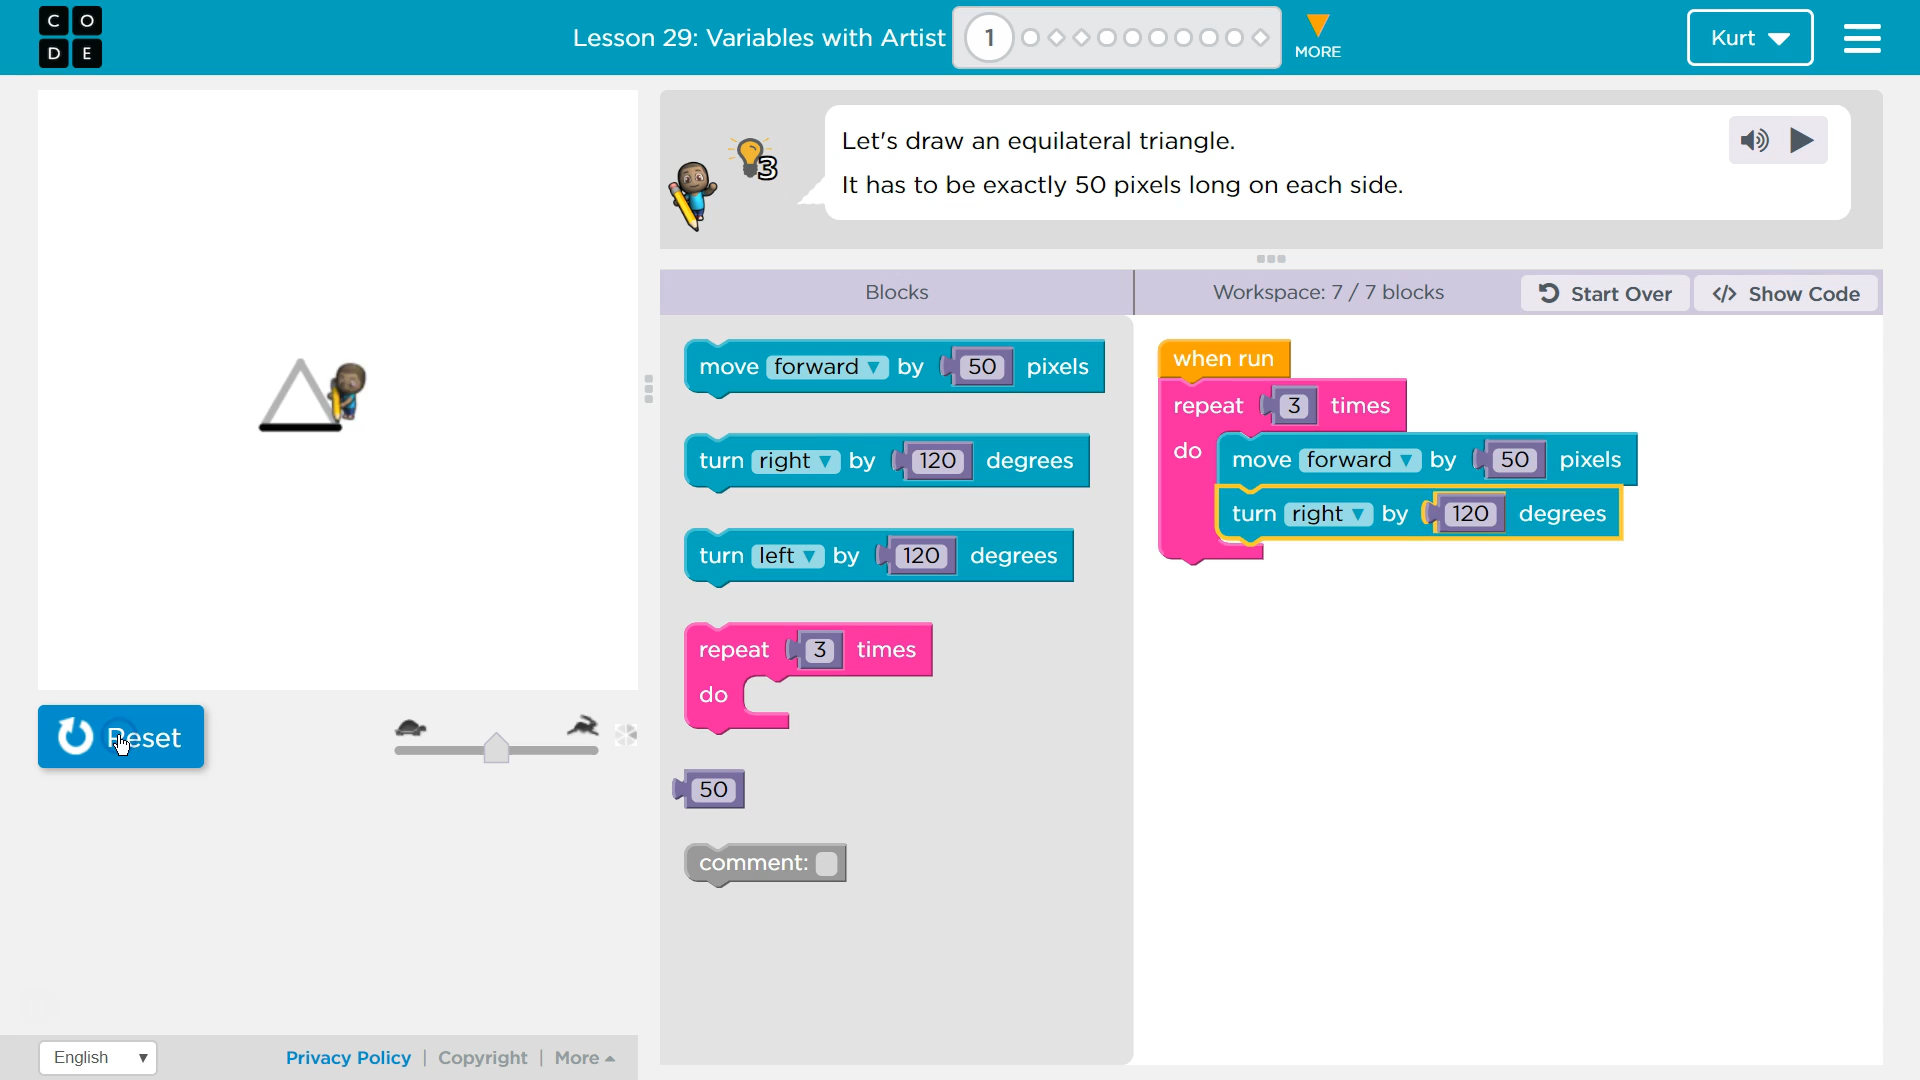 C O
D E
Lesson 29: Variables with Artist
1
MORE
Kurt
3
Let's draw an equilateral triangle.
It has to be exactly 50 pixels long on each side.
Blocks
Workspace: 7 / 7 blocks
Start Over
</> Show Code
move forward ▼ by 50 pixels
turn right ▼ by 120 degrees
turn left ▼ by 120 degrees
repeat 3 times
do
50
comment:
when run
repeat 3 times
do
move forward ▼ by 50 pixels
turn right ▼ by 120 degrees
Reset
English ▼
Privacy Policy | Copyright | More